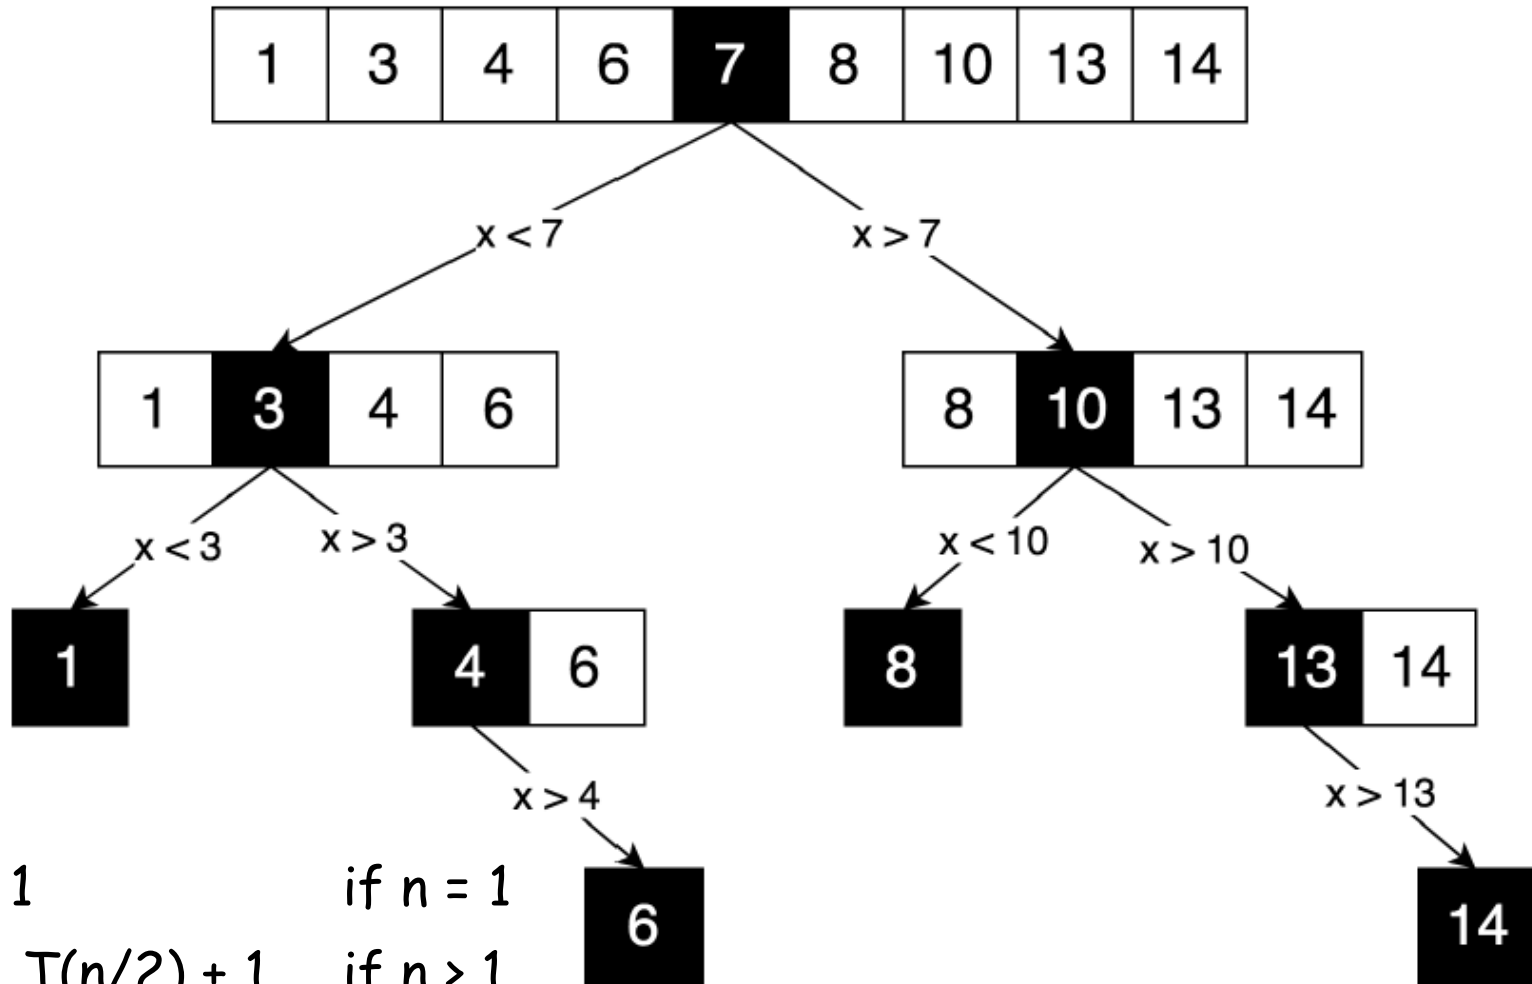 1 3 4 6 7 8 10 13 14
x < 7 x > 7
1 3 4 6 8 10 13 14
x < 3 x > 3 x < 10 x > 10
1 4 6 8 13 14
x > 4 x > 13
1 if n = 1
6 14
T(n/2) + 1 if n > 1